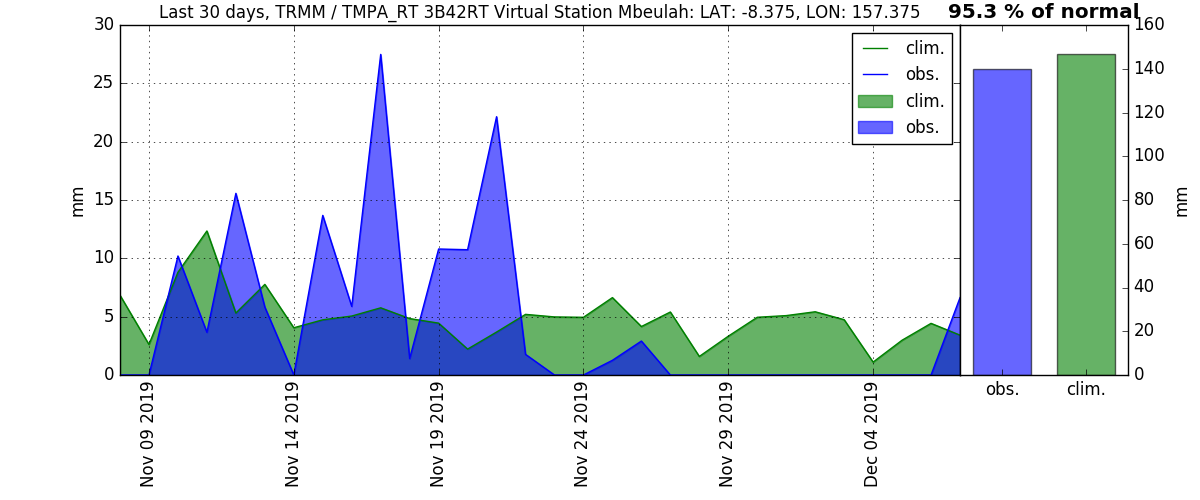 Last 30 days, TRMM / TMPA_RT 3B42RT Virtual Station Mbeulah: LAT: -8.375, LON: 157.375
95.3 % of normal
30
25
20
15
10
5
0
mm
clim.
obs.
clim.
obs.
Nov 09 2019
Nov 14 2019
Nov 19 2019
Nov 24 2019
Nov 29 2019
Dec 04 2019
160
140
120
100
80
60
40
20
0
mm
obs.
clim.